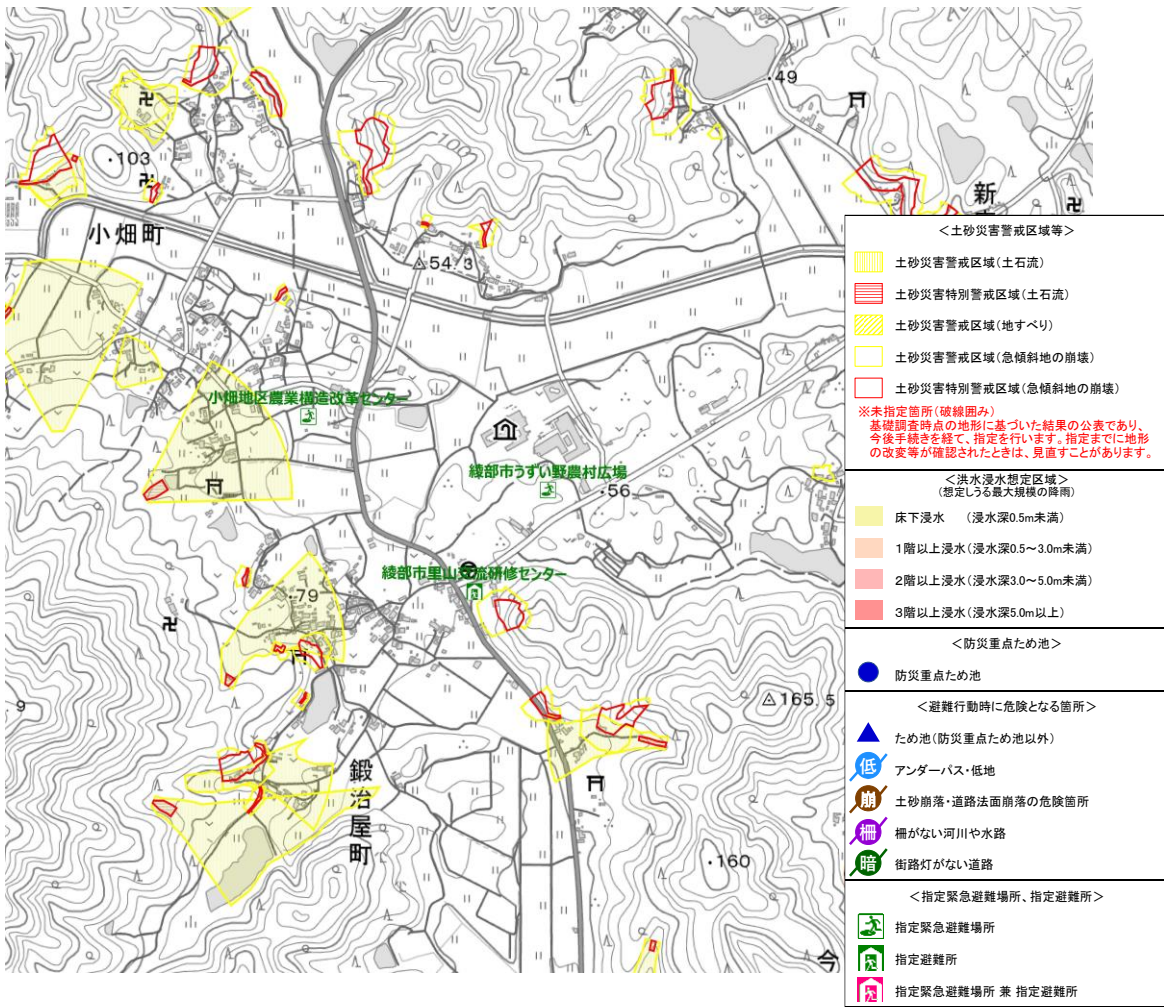 49
103
100
新
小畑町
54.3
小畑地区農業構造改革センター
綾部市うずい野農村広場
56
綾部市里山交流研修センター
79
165.5
9
鍛治屋町
160
今
<土砂災害警戒区域等>
土砂災害警戒区域(土石流)
土砂災害特別警戒区域(土石流)
土砂災害警戒区域(地すべり)
土砂災害警戒区域(急傾斜地の崩壊)
土砂災害特別警戒区域(急傾斜地の崩壊)
※未指定箇所(破線囲み)
基礎調査時点の地形に基づいた結果の公表であり、
今後手続きを経て、指定を行います。指定までに地形
の改変等が確認されたときは、見直すことがあります。
<洪水浸水想定区域>
(想定しうる最大規模の降雨)
床下浸水 (浸水深0.5m未満)
1階以上浸水(浸水深0.5~3.0m未満)
2階以上浸水(浸水深3.0~5.0m未満)
3階以上浸水(浸水深5.0m以上)
<防災重点ため池>
防災重点ため池
<避難行動時に危険となる箇所>
ため池(防災重点ため池以外)
低 アンダーパス・低地
崩 土砂崩落・道路法面崩落の危険箇所
柵 柵がない河川や水路
暗 街路灯がない道路
<指定緊急避難場所、指定避難所>
指定緊急避難場所
指定避難所
指定緊急避難場所 兼 指定避難所